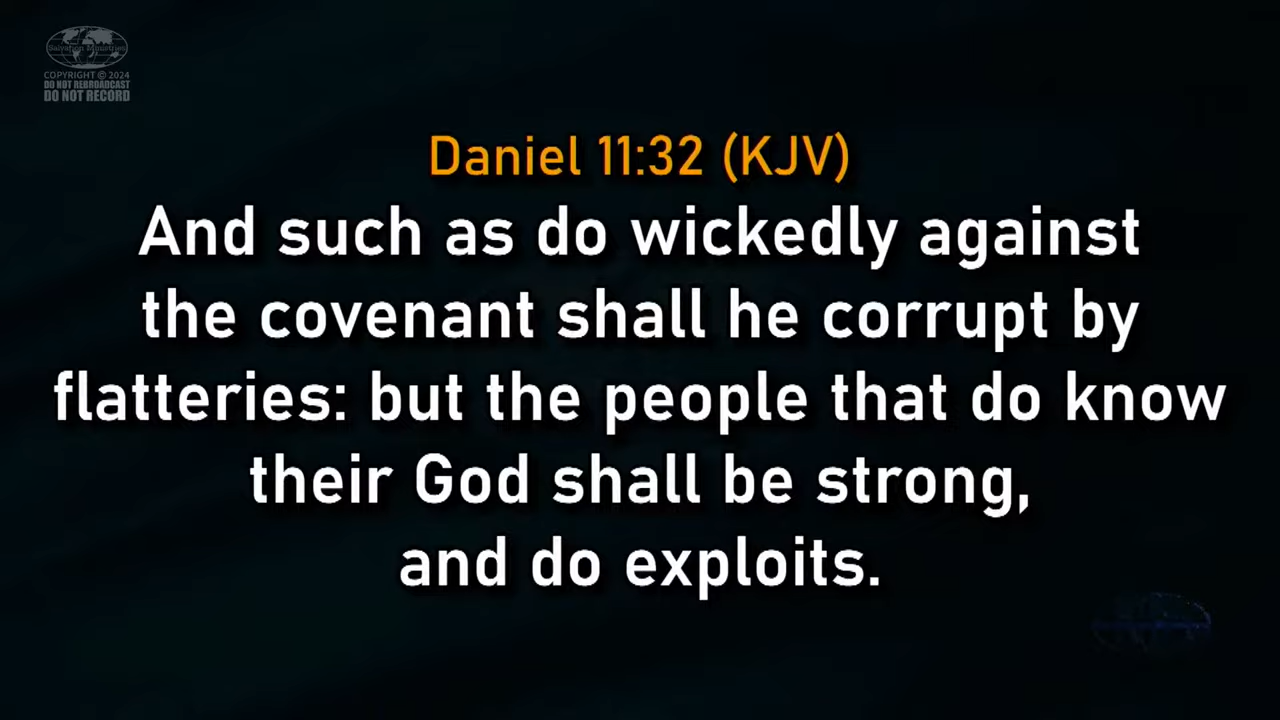 Salvation Ministries
COPYRIGHT © 2024
DO NOT REBROADCAST
DO NOT RECORD
Daniel 11:32 (KJV)
And such as do wickedly against
the covenant shall he corrupt by
flatteries: but the people that do know
their God shall be strong,
and do exploits.